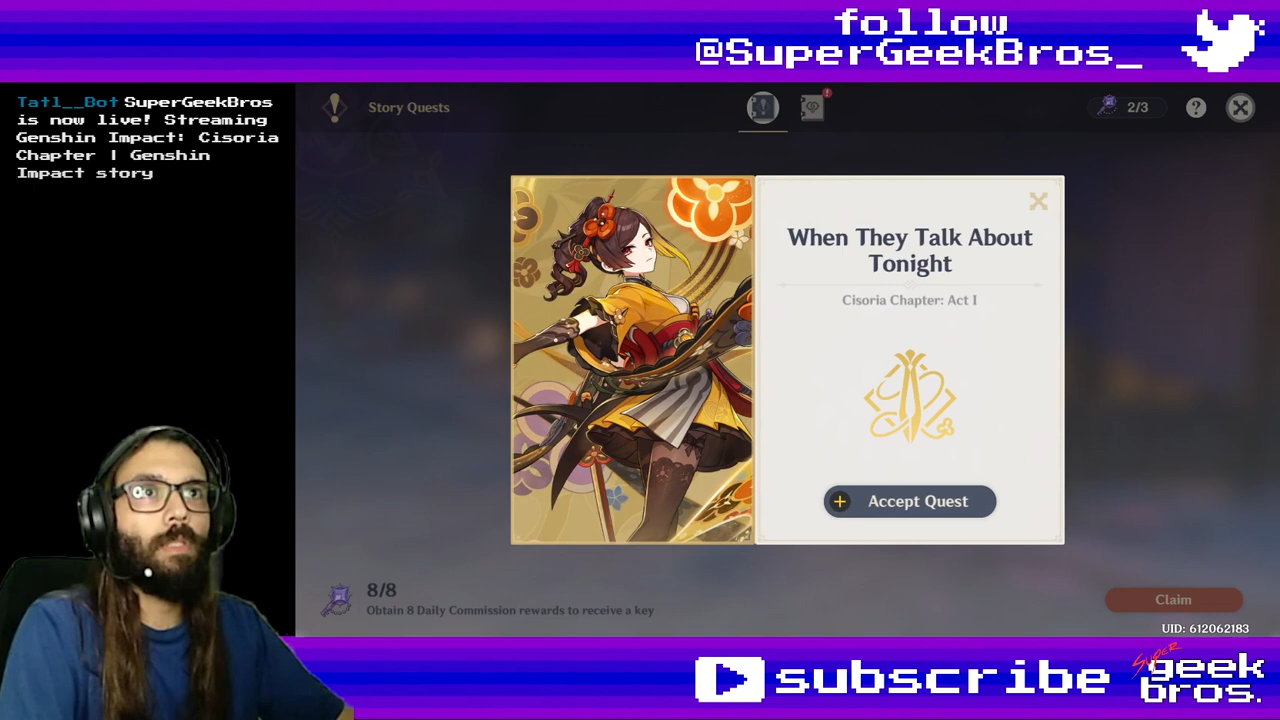 follow
@SuperGeekBros_
Tatl__Bot SuperGeekBros
is now live! Streaming
Genshin Impact: Cisoria
Chapter | Genshin
Impact story
Story Quests
2/3
When They Talk About
Tonight
Cisoria Chapter: Act I
Accept Quest
8/8
Obtain 8 Daily Commission rewards to receive a key
Claim
UID: 612062183
subscribe
SUPER
geek
bros.